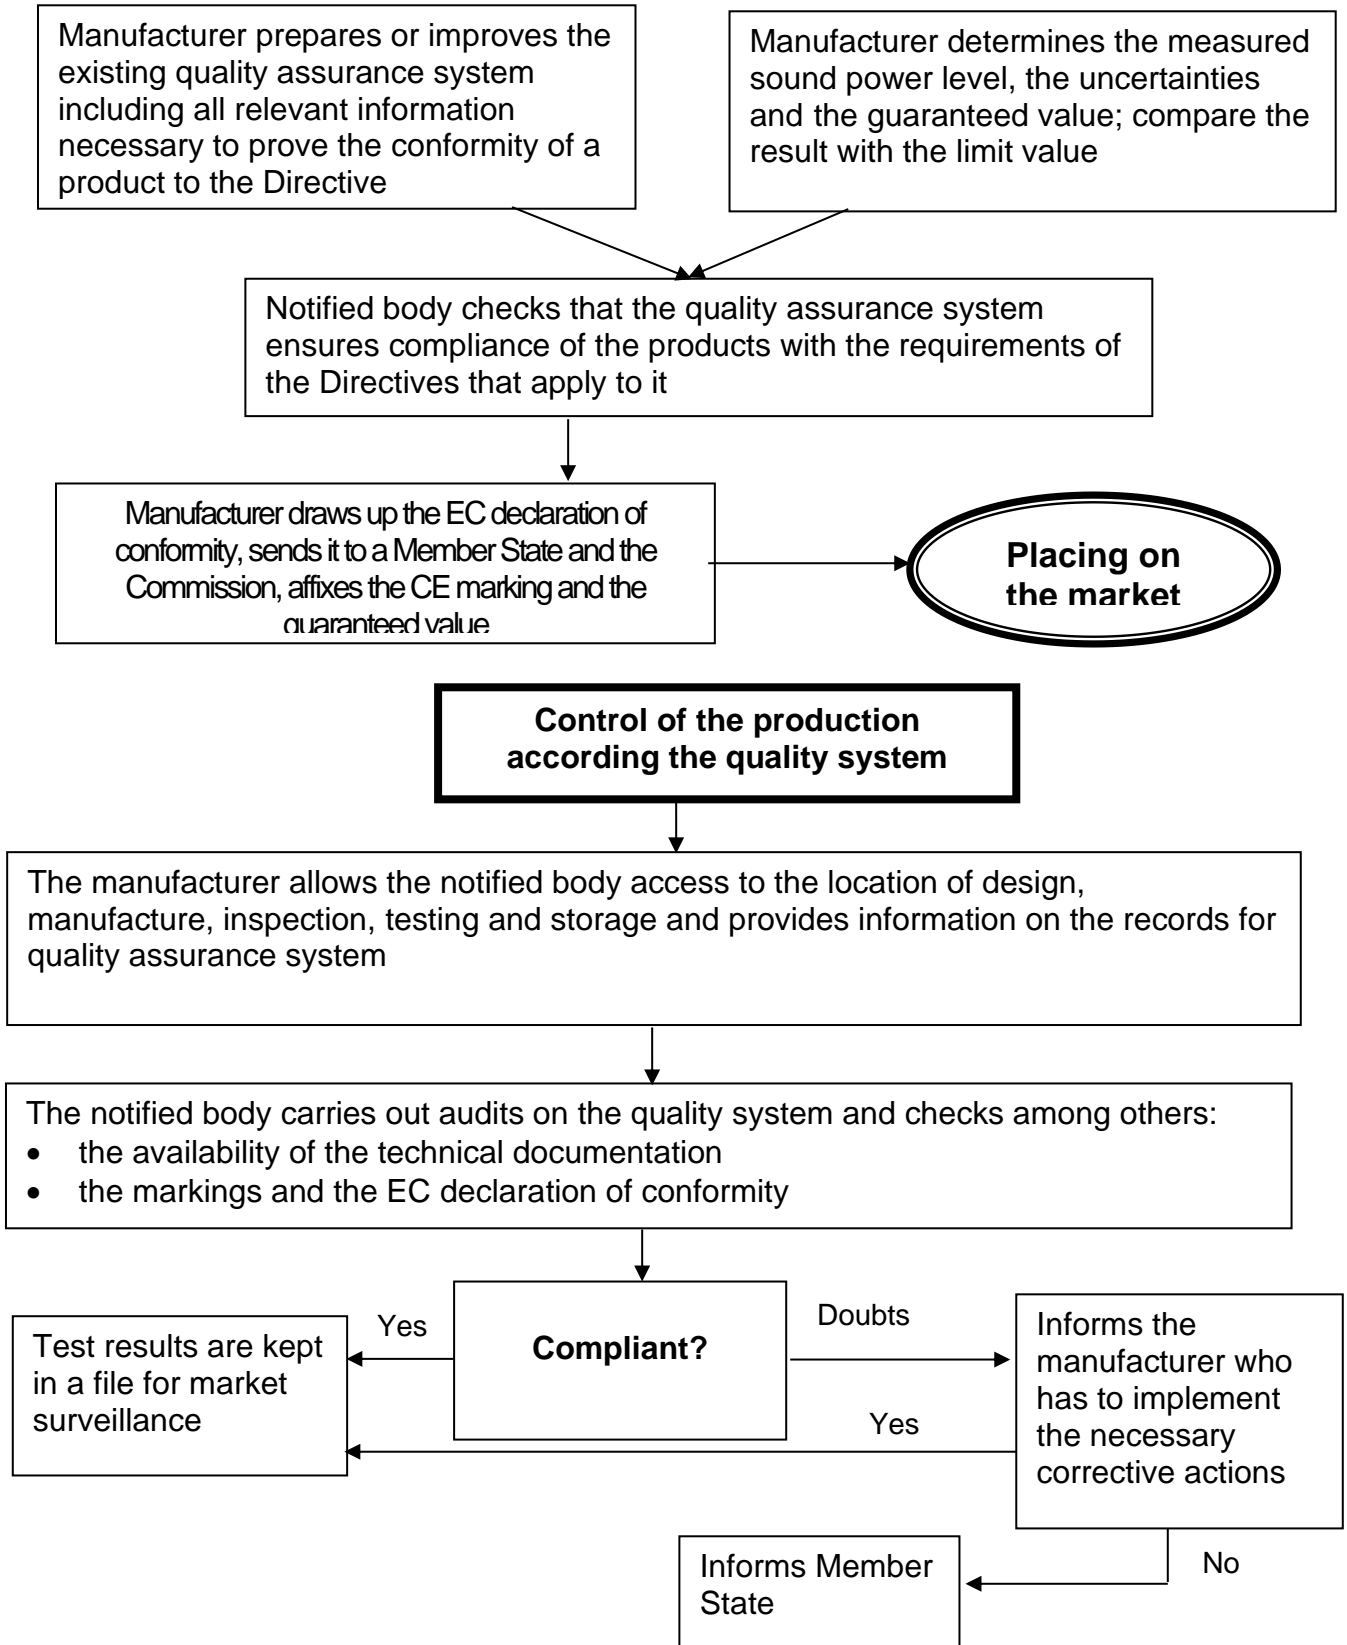 Manufacturer prepares or improves the
existing quality assurance system
including all relevant information
necessary to prove the conformity of a
product to the Directive
Manufacturer determines the measured
sound power level, the uncertainties
and the guaranteed value; compare the
result with the limit value
Notified body checks that the quality assurance system
ensures compliance of the products with the requirements of
the Directives that apply to it
Manufacturer draws up the EC declaration of
conformity, sends it to a Member State and the
Commission, affixes the CE marking and the
guaranteed value
Placing on
the market
Control of the production
according the quality system
The manufacturer allows the notified body access to the location of design,
manufacture, inspection, testing and storage and provides information on the records for
quality assurance system
The notified body carries out audits on the quality system and checks among others:
• the availability of the technical documentation
• the markings and the EC declaration of conformity
Compliant?
Yes
Doubts
Test results are kept
in a file for market
surveillance
Informs the
manufacturer who
has to implement
the necessary
corrective actions
Yes
No
Informs Member
State